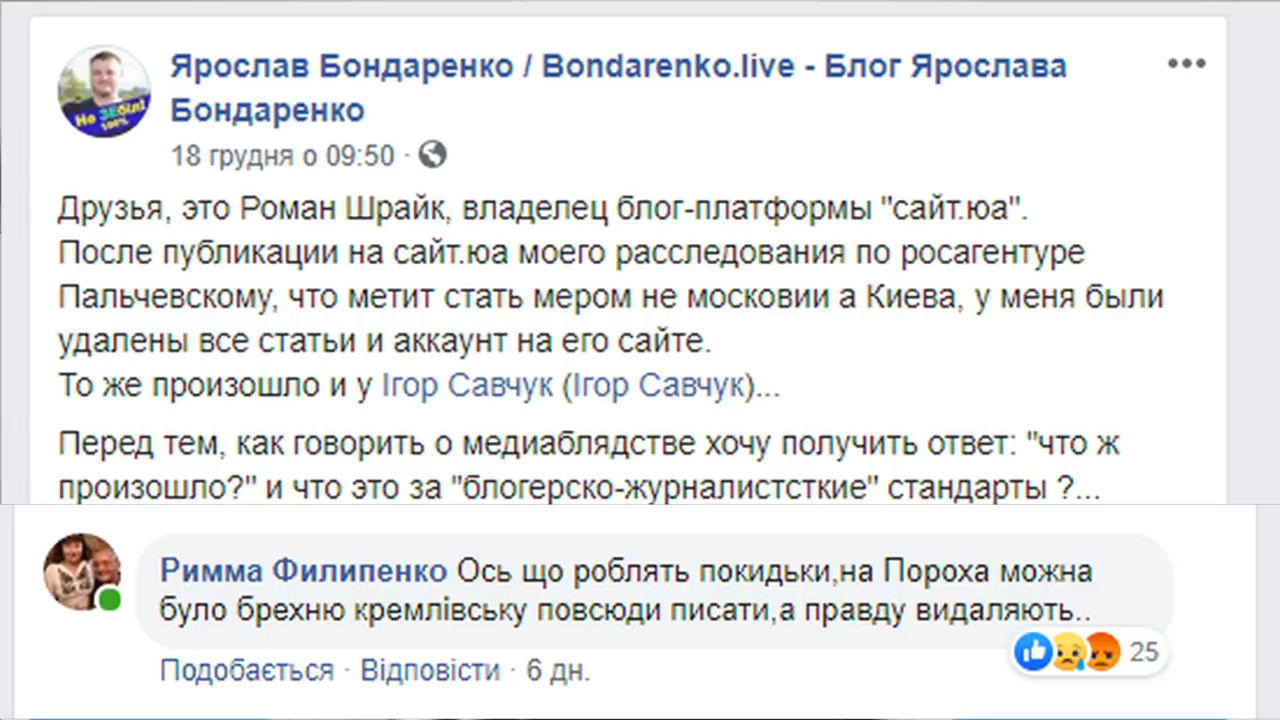 Ярослав Бондаренко / Bondarenko.live - Блог Ярослава
Бондаренко
18 грудня о 09:50 ·
Не ЗЕбіл!
100%
Друзья, это Роман Шрайк, владелец блог-платформы "сайт.юа".
После публикации на сайт.юа моего расследования по росагентуре
Пальчевскому, что метит стать мером не московии а Киева, у меня были
удалены все статьи и аккаунт на его сайте.
То же произошло и у Ігор Савчук (Ігор Савчук)...
Перед тем, как говорить о медиаблядстве хочу получить ответ: "что ж
произошло?" и что это за "блогерско-журналистсткие" стандарты ?...
Римма Филипенко Ось що роблять покидьки,на Пороха можна
було брехню кремлівську повсюди писати,а правду видаляють..
25
Подобається · Відповісти · 6 дн.